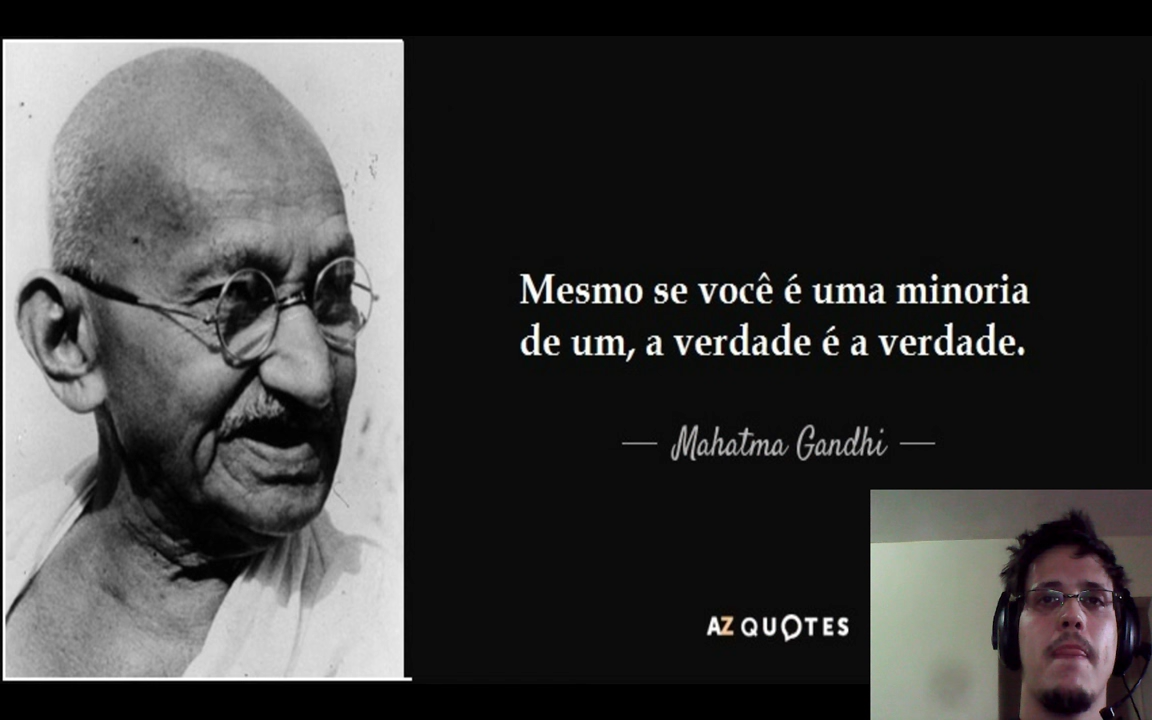 Mesmo se você é uma minoria
de um, a verdade é a verdade.
Mahatma Gandhi
AZ QUOTES